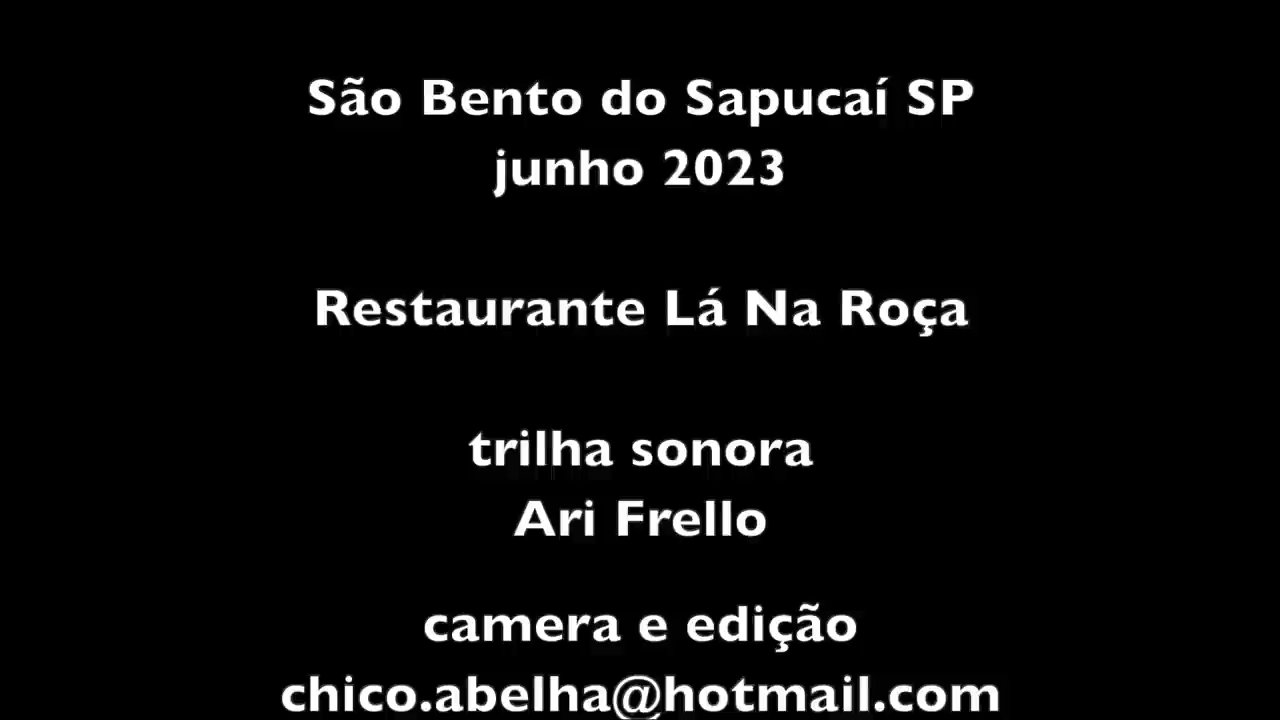 São Bento do Sapucaí SP
junho 2023
Restaurante Lá Na Roça
trilha sonora
Ari Frello
camera e edição
chico.abelha@hotmail.com